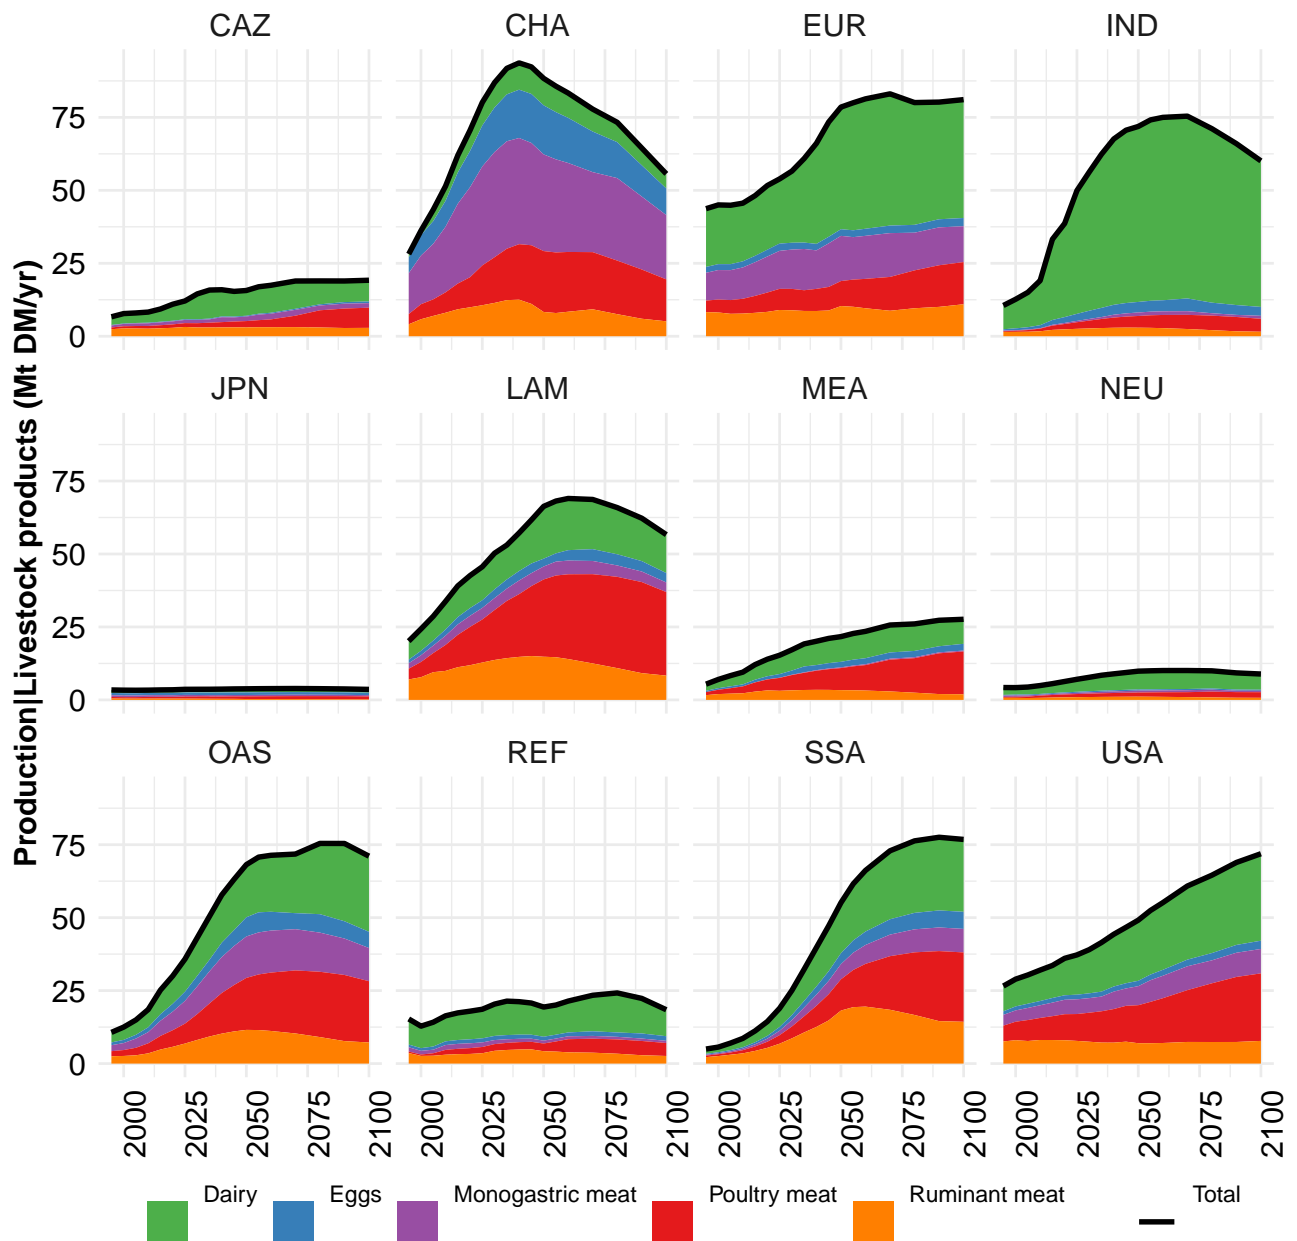 CAZ CHA EUR IND
75
50
25
0
JPN LAM MEA NEU
75
50
25
0
OAS REF SSA USA
75
50
25
0
Production|Livestock products (Mt DM/yr)
2000 2025 2050 2075 2100 2000 2025 2050 2075 2100 2000 2025 2050 2075 2100 2000 2025 2050 2075 2100
Dairy Eggs Monogastric meat Poultry meat Ruminant meat Total